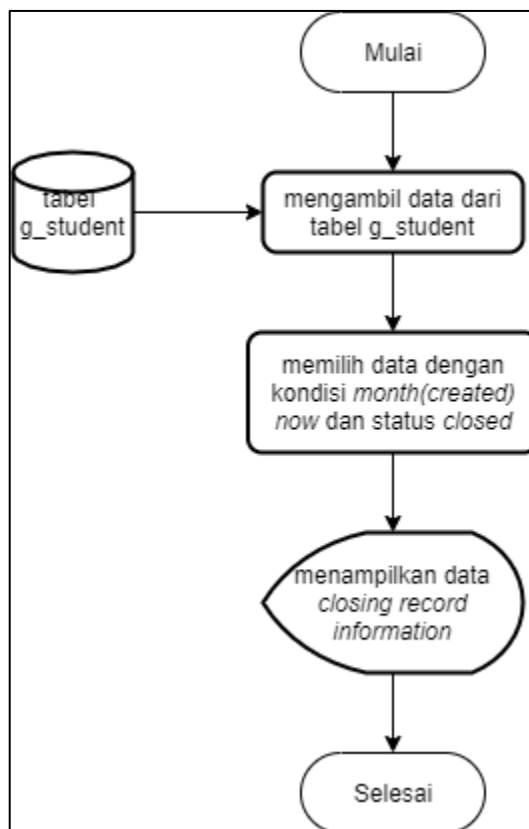 Mulai
tabel
g_student
mengambil data dari
tabel g_student
memilih data dengan
kondisi month(created)
now dan status closed
menampilkan data
closing record
information
Selesai